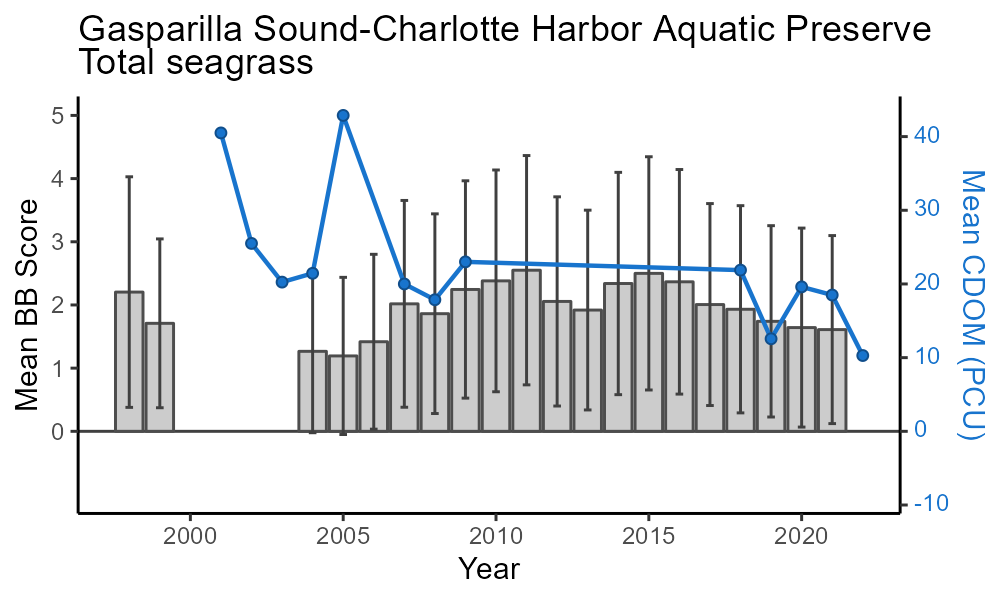 Gasparilla Sound-Charlotte Harbor Aquatic Preserve
Total seagrass
5
4
3
2
1
0
Mean BB Score
40
30
20
10
0
-10
Mean CDOM (PCU)
2000 2005 2010 2015 2020
Year